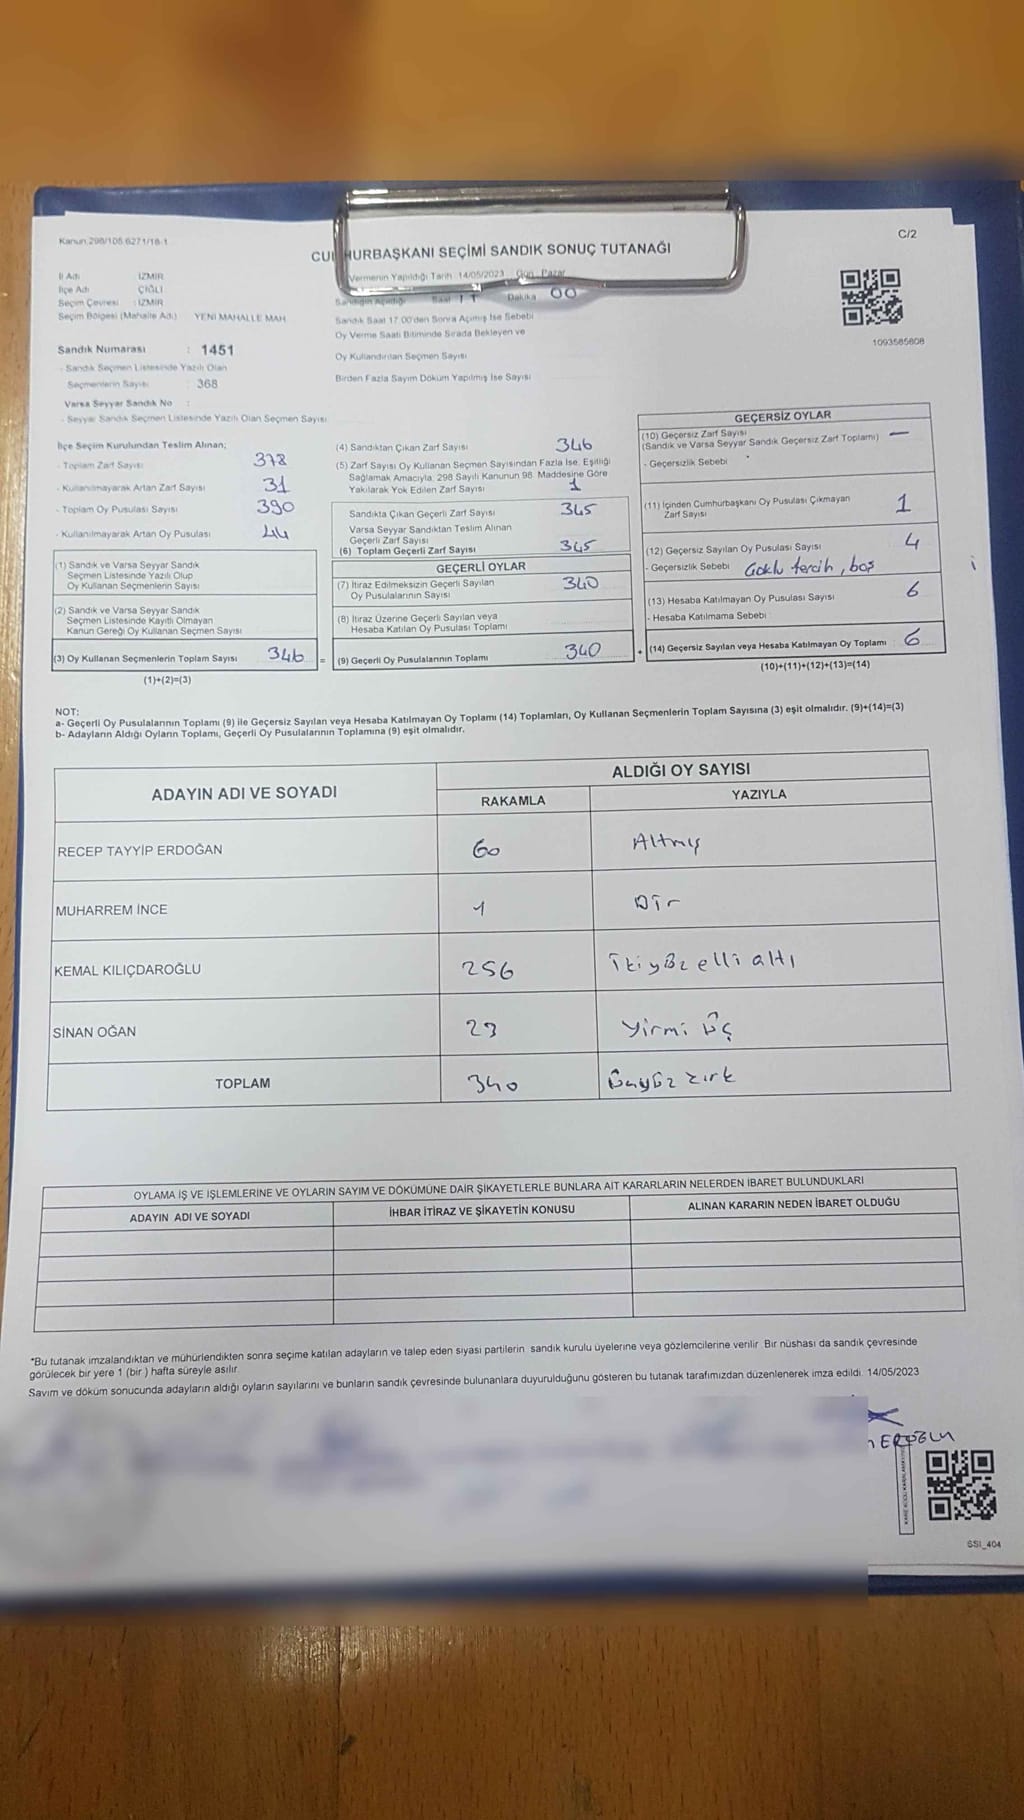 Kanun 298/105 6271/18-1
C/2
CU HURBAŞKANI SEÇİMİ SANDIK SONUÇ TUTANAĞI
Vermenin Yapıldığı Tarih 14/05/2023 Gün Pazar
İl Adı İZMİR
İlçe Adı ÇİĞLİ
Seçim Çevresi : İZMİR
Seçim Bölgesi (Mahalle Adı) YENİ MAHALLE MAH.
Sandık Numarası : 1451
- Sandık Seçmen Listesinde Yazılı Olan
Seçmenlerin Sayısı 368
Varsa Seyyar Sandık No :
- Seyyar Sandık Seçmen Listesinde Yazılı Olan Seçmen Sayısı
Sandığın Açıldığı Saat 17 Dakika 00
Sandık Saat 17.00'den Sonra Açılmış İse Sebebi
Oy Verme Saati Bitiminde Sırada Bekleyen ve
Oy Kullandırılan Seçmen Sayısı
Birden Fazla Sayım Döküm Yapılmış İse Sayısı
1093585808
İlçe Seçim Kurulundan Teslim Alınan;
- Toplam Zarf Sayısı 378
- Kullanılmayarak Artan Zarf Sayısı 31
- Toplam Oy Pusulası Sayısı 390
- Kullanılmayarak Artan Oy Pusulası 44
(1) Sandık ve Varsa Seyyar Sandık
Seçmen Listesinde Yazılı Olup
Oy Kullanan Seçmenlerin Sayısı
(2) Sandık ve Varsa Seyyar Sandık
Seçmen Listesinde Kayıtlı Olmayan
Kanun Gereği Oy Kullanan Seçmen Sayısı
(3) Oy Kullanan Seçmenlerin Toplam Sayısı 346 =
(1)+(2)=(3)
(4) Sandıktan Çıkan Zarf Sayısı 346
(5) Zarf Sayısı Oy Kullanan Seçmen Sayısından Fazla İse, Eşitliği
Sağlamak Amacıyla; 298 Sayılı Kanunun 98. Maddesine Göre
Yakılarak Yok Edilen Zarf Sayısı 1
Sandıkta Çıkan Geçerli Zarf Sayısı 345
Varsa Seyyar Sandıktan Teslim Alınan
Geçerli Zarf Sayısı
(6) Toplam Geçerli Zarf Sayısı 345
GEÇERLİ OYLAR
(7) İtiraz Edilmeksizin Geçerli Sayılan
Oy Pusulalarının Sayısı 340
(8) İtiraz Üzerine Geçerli Sayılan veya
Hesaba Katılan Oy Pusulası Toplamı
(9) Geçerli Oy Pusulalarının Toplamı 340 +
GEÇERSİZ OYLAR
(10) Geçersiz Zarf Sayısı
(Sandık ve Varsa Seyyar Sandık Geçersiz Zarf Toplamı) —
- Geçersizlik Sebebi
(11) İçinden Cumhurbaşkanı Oy Pusulası Çıkmayan
Zarf Sayısı 1
(12) Geçersiz Sayılan Oy Pusulası Sayısı 4
- Geçersizlik Sebebi Çoklu tercih, boş
(13) Hesaba Katılmayan Oy Pusulası Sayısı 6
- Hesaba Katılmama Sebebi
(14) Geçersiz Sayılan veya Hesaba Katılmayan Oy Toplamı : 6
(10)+(11)+(12)+(13)=(14)
NOT:
a- Geçerli Oy Pusulalarının Toplamı (9) ile Geçersiz Sayılan veya Hesaba Katılmayan Oy Toplamı (14) Toplamları, Oy Kullanan Seçmenlerin Toplam Sayısına (3) eşit olmalıdır. (9)+(14)=(3)
b- Adayların Aldığı Oyların Toplamı, Geçerli Oy Pusulalarının Toplamına (9) eşit olmalıdır.
ADAYIN ADI VE SOYADI ALDIĞI OY SAYISI
RAKAMLA YAZIYLA
RECEP TAYYİP ERDOĞAN 60 Altmış
MUHARREM İNCE 1 Bir
KEMAL KILIÇDAROĞLU 256 İkiyüz elli altı
SİNAN OĞAN 23 Yirmi üç
TOPLAM 340 Üçyüz kırk
OYLAMA İŞ VE İŞLEMLERİNE VE OYLARIN SAYIM VE DÖKÜMÜNE DAİR ŞİKAYETLERLE BUNLARA AİT KARARLARIN NELERDEN İBARET BULUNDUKLARI
ADAYIN ADI VE SOYADI İHBAR İTİRAZ VE ŞİKAYETİN KONUSU ALINAN KARARIN NEDEN İBARET OLDUĞU
*Bu tutanak imzalandıktan ve mühürlendikten sonra seçime katılan adayların ve talep eden siyasi partilerin sandık kurulu üyelerine veya gözlemcilerine verilir. Bir nüshası da sandık çevresinde
görülecek bir yere 1 (bir) hafta süreyle asılır.
Sayım ve döküm sonucunda adayların aldığı oyların sayılarını ve bunların sandık çevresinde bulunanlara duyurulduğunu gösteren bu tutanak tarafımızdan düzenlenerek imza edildi. 14/05/2023
EROĞLU
SSI_404